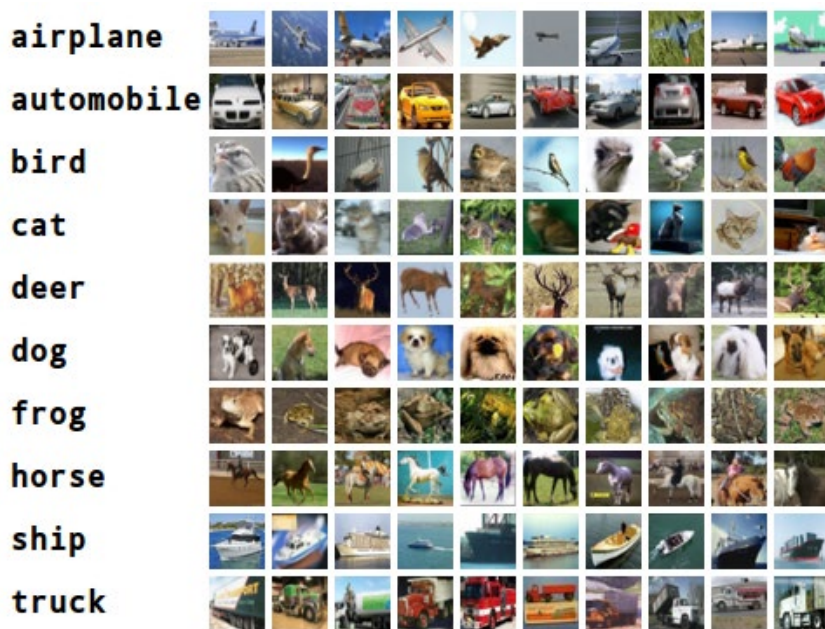 airplane
automobile
bird
cat
deer
dog
frog
horse
ship
truck